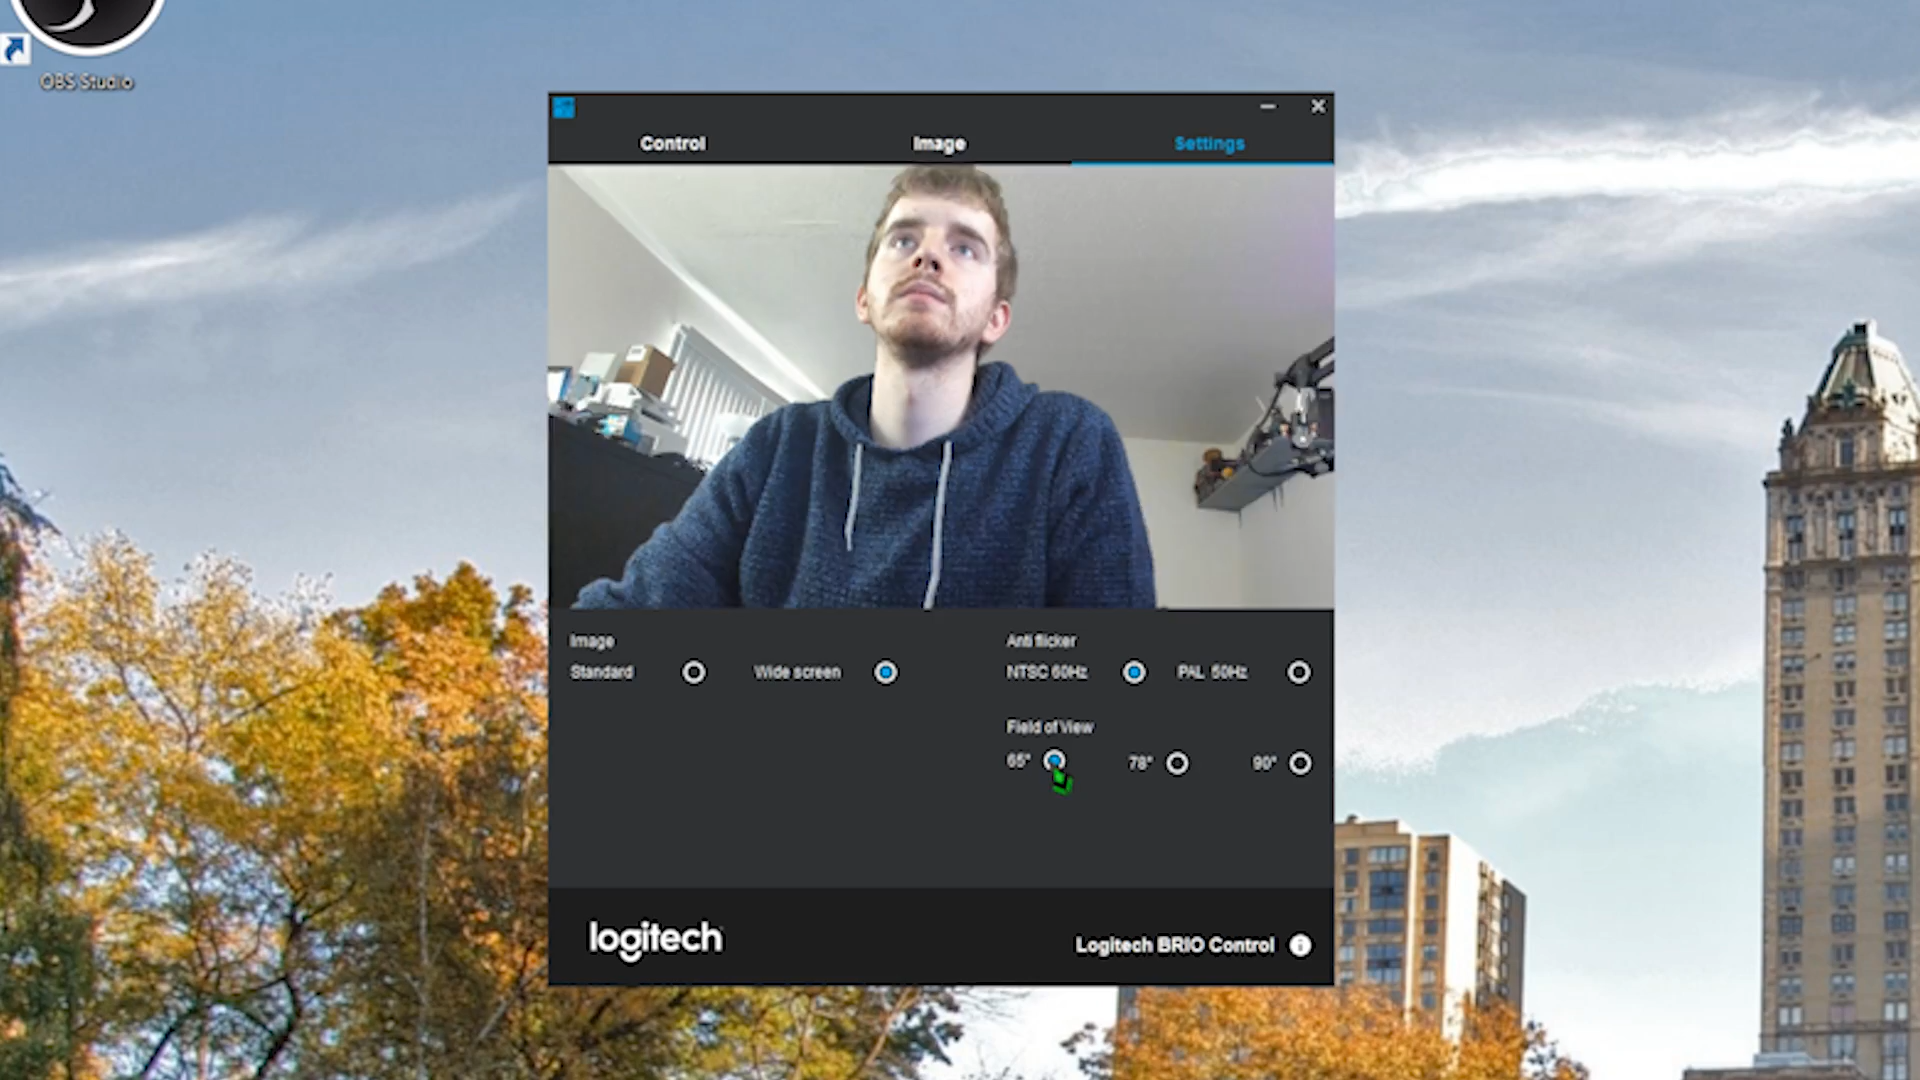 OBS Studio
Control
Image
Settings
Image
Standard
Wide screen
Anti flicker
NTSC 60Hz
PAL 50Hz
Field of View
65°
78°
90°
logitech
Logitech BRIO Control